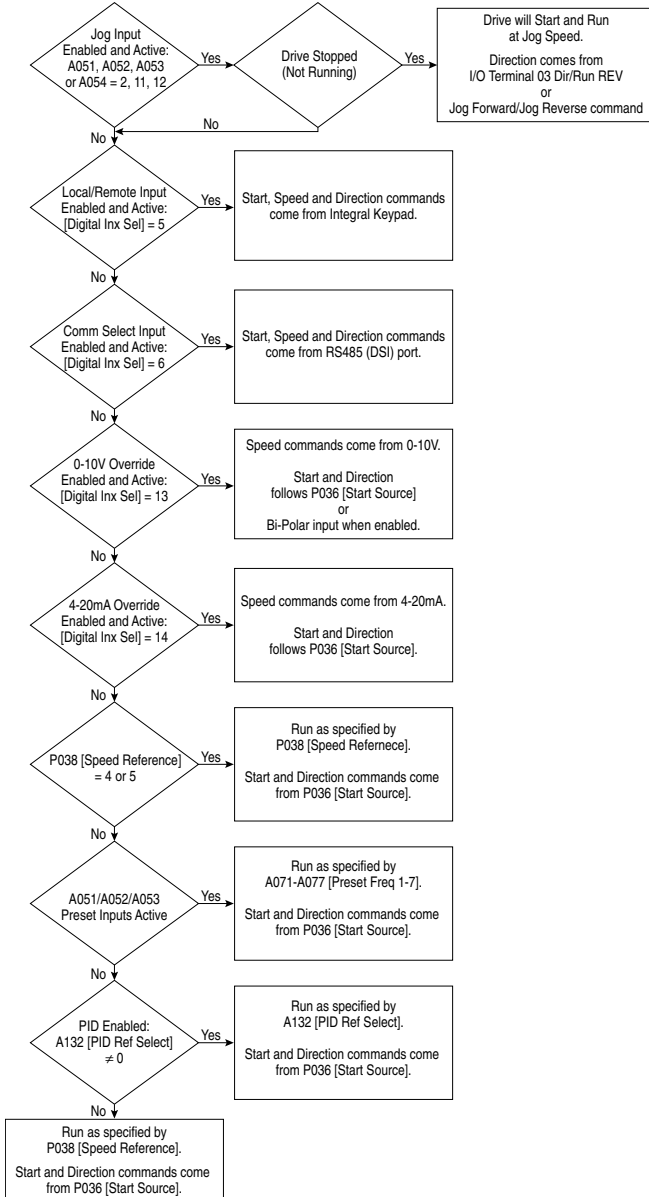 Jog Input
Enabled and Active:
A051, A052, A053
or A054 = 2, 11, 12
Yes
Drive Stopped
(Not Running)
Yes
Drive will Start and Run
at Jog Speed.
Direction comes from
I/O Terminal 03 Dir/Run REV
or
Jog Forward/Jog Reverse command
No
No
Local/Remote Input
Enabled and Active:
[Digital Inx Sel] = 5
Yes
Start, Speed and Direction commands
come from Integral Keypad.
No
Comm Select Input
Enabled and Active:
[Digital Inx Sel] = 6
Yes
Start, Speed and Direction commands
come from RS485 (DSI) port.
No
0-10V Override
Enabled and Active:
[Digital Inx Sel] = 13
Yes
Speed commands come from 0-10V.
Start and Direction
follows P036 [Start Source]
or
Bi-Polar input when enabled.
No
4-20mA Override
Enabled and Active:
[Digital Inx Sel] = 14
Yes
Speed commands come from 4-20mA.
Start and Direction
follows P036 [Start Source].
No
P038 [Speed Reference]
= 4 or 5
Yes
Run as specified by
P038 [Speed Refernece].
Start and Direction commands come
from P036 [Start Source].
No
A051/A052/A053
Preset Inputs Active
Yes
Run as specified by
A071-A077 [Preset Freq 1-7].
Start and Direction commands come
from P036 [Start Source].
No
PID Enabled:
A132 [PID Ref Select]
≠ 0
Yes
Run as specified by
A132 [PID Ref Select].
Start and Direction commands come
from P036 [Start Source].
No
Run as specified by
P038 [Speed Reference].
Start and Direction commands come
from P036 [Start Source].